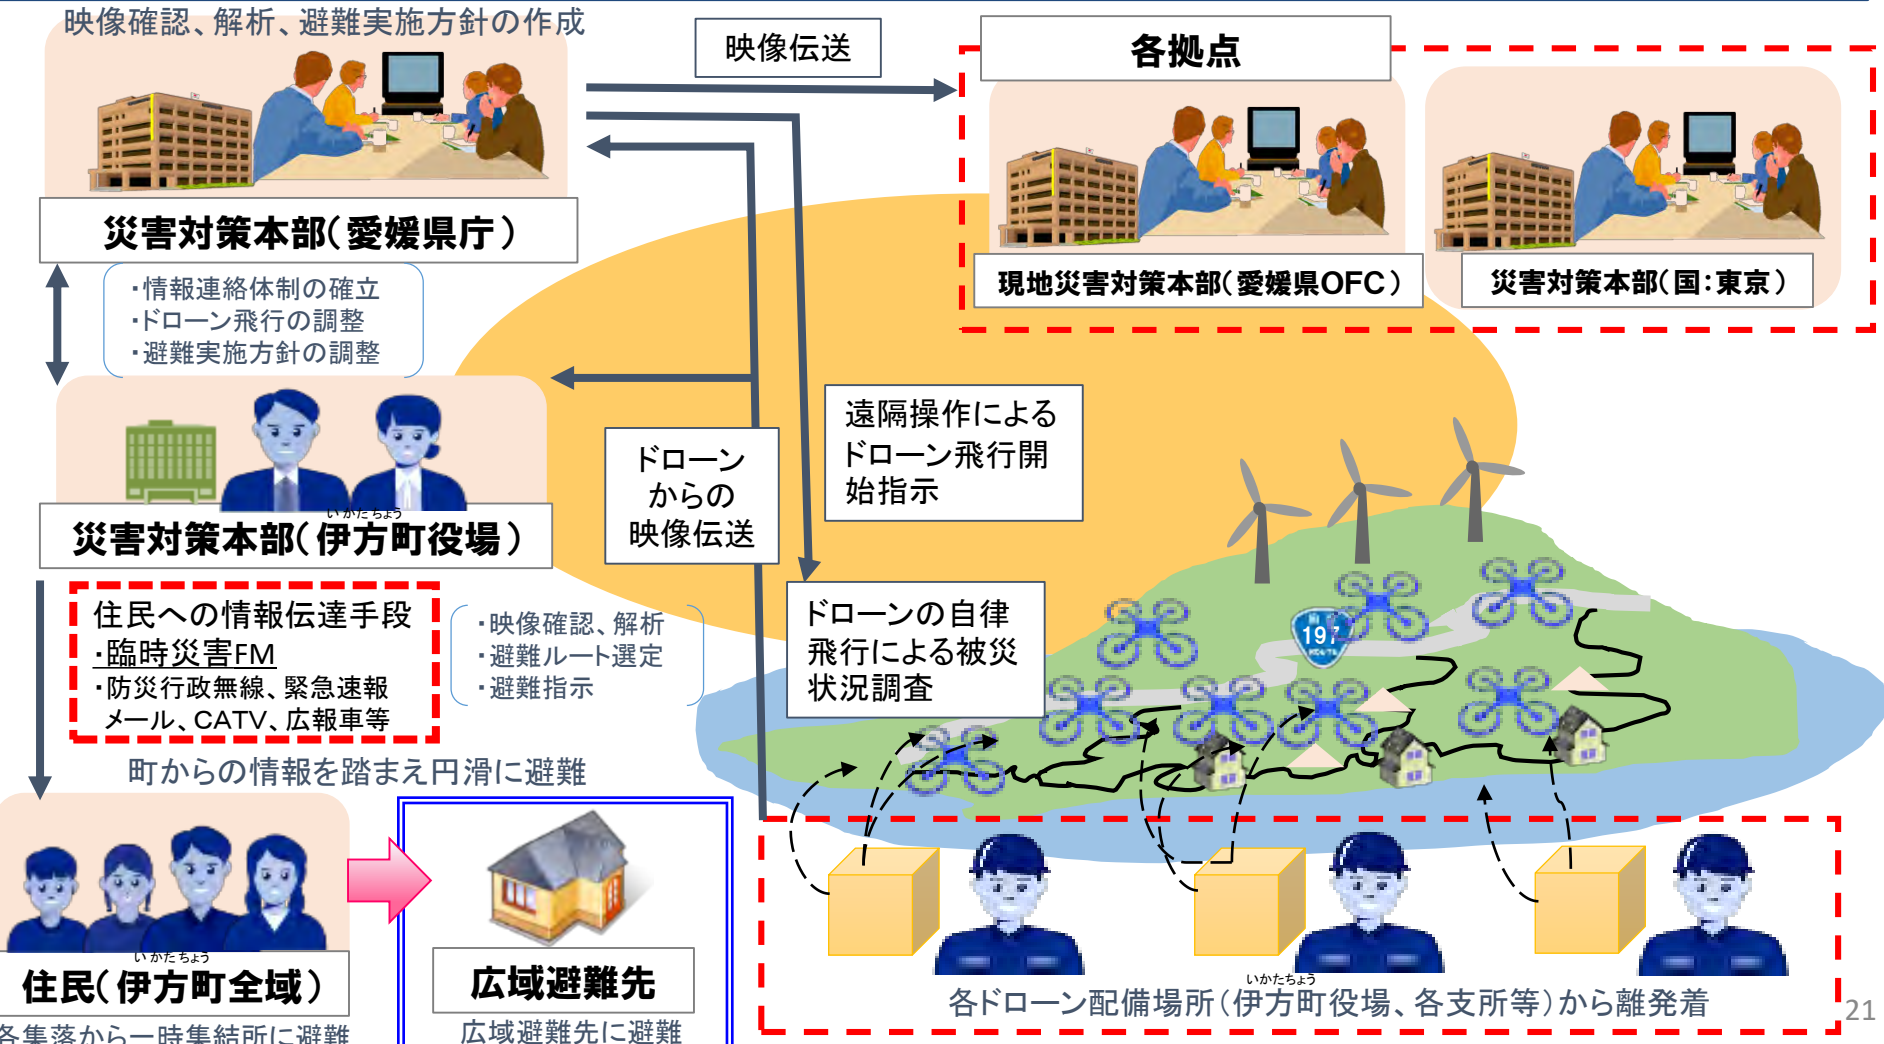 映像確認、解析、避難実施方針の作成
映像伝送
各拠点
災害対策本部（愛媛県庁）
現地災害対策本部（愛媛県OFC）
災害対策本部（国：東京）
・情報連絡体制の確立
・ドローン飛行の調整
・避難実施方針の調整
遠隔操作による
ドローン飛行開
始指示
ドローン
からの
映像伝送
いかたちょう
災害対策本部（伊方町役場）
住民への情報伝達手段
・臨時災害FM
・防災行政無線、緊急速報
メール、CATV、広報車等
・映像確認、解析
・避難ルート選定
・避難指示
ドローンの自律
飛行による被災
状況調査
197
町からの情報を踏まえ円滑に避難
いかたちょう
住民（伊方町全域）
各集落から一時集結所に避難
広域避難先
広域避難先に避難
いかたちょう
各ドローン配備場所（伊方町役場、各支所等）から離発着
21